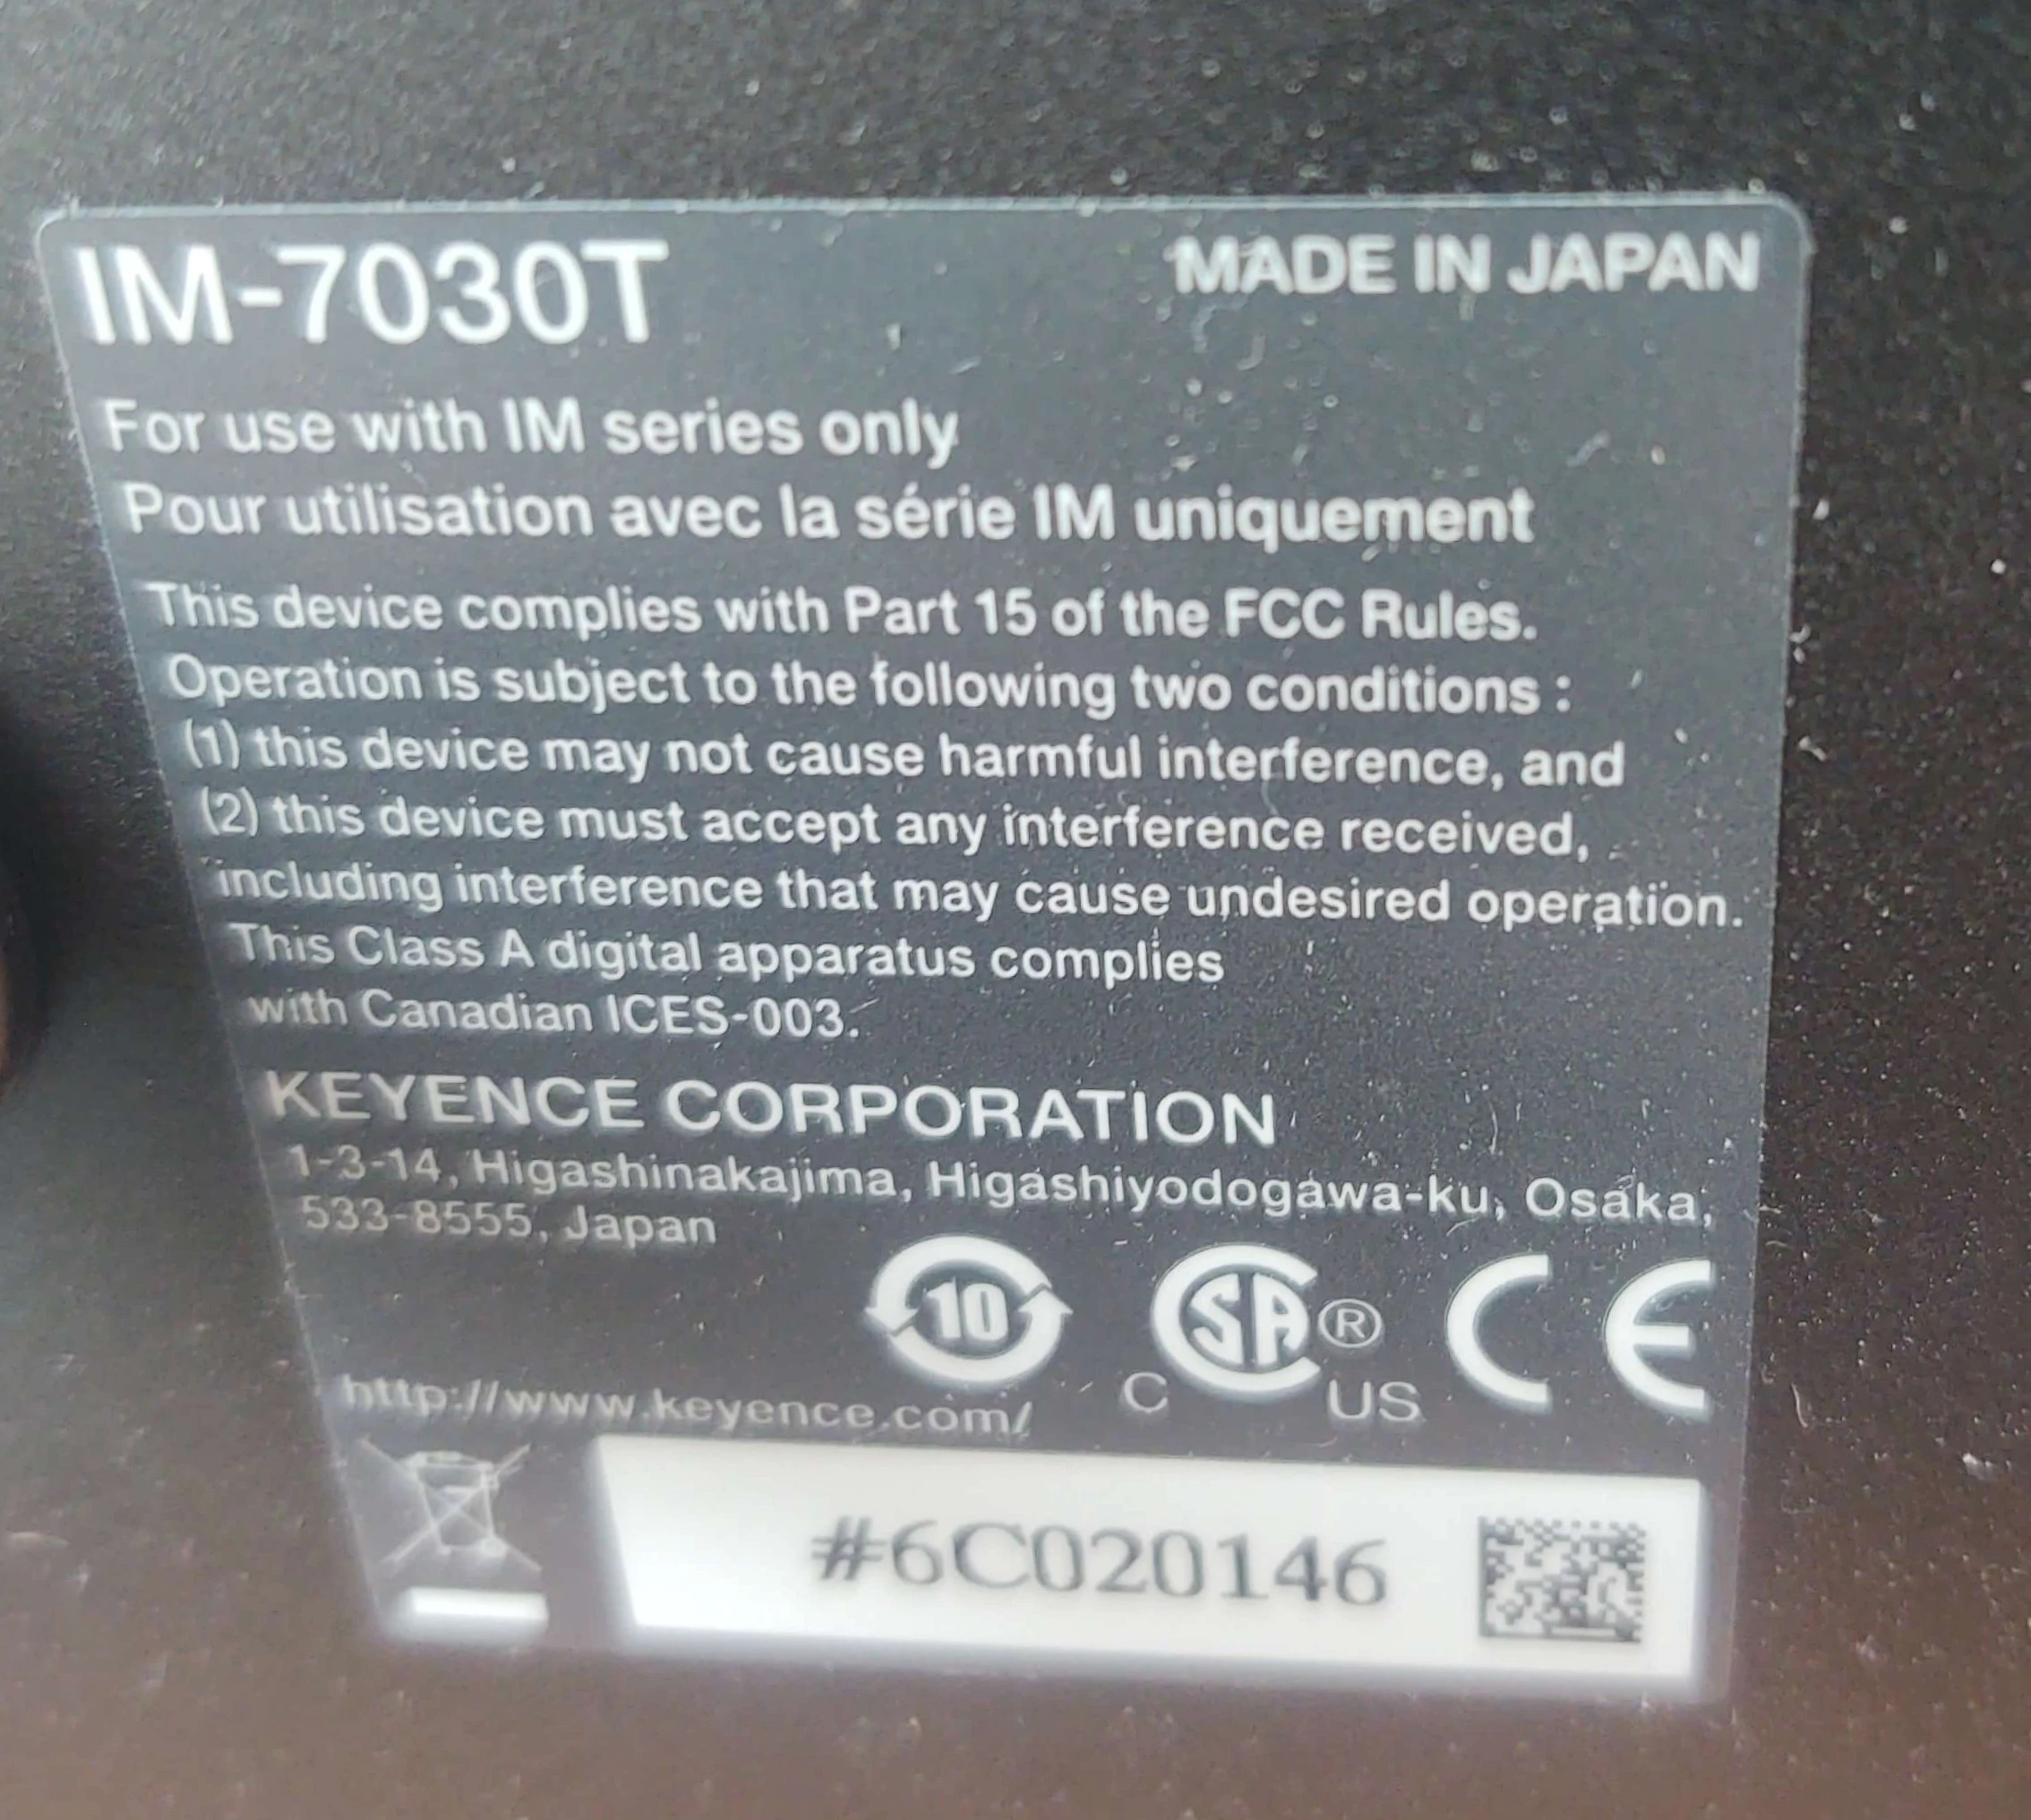 IM-7030T
MADE IN JAPAN
For use with IM series only
Pour utilisation avec la série IM uniquement
This device complies with Part 15 of the FCC Rules.
Operation is subject to the following two conditions :
(1) this device may not cause harmful interference, and
(2) this device must accept any interference received,
including interference that may cause undesired operation.
This Class A digital apparatus complies
with Canadian ICES-003.
KEYENCE CORPORATION
1-3-14, Higashinakajima, Higashiyodogawa-ku, Osaka,
533-8555, Japan
10
SA®
C US
CE
http://www.keyence.com/
#6C020146